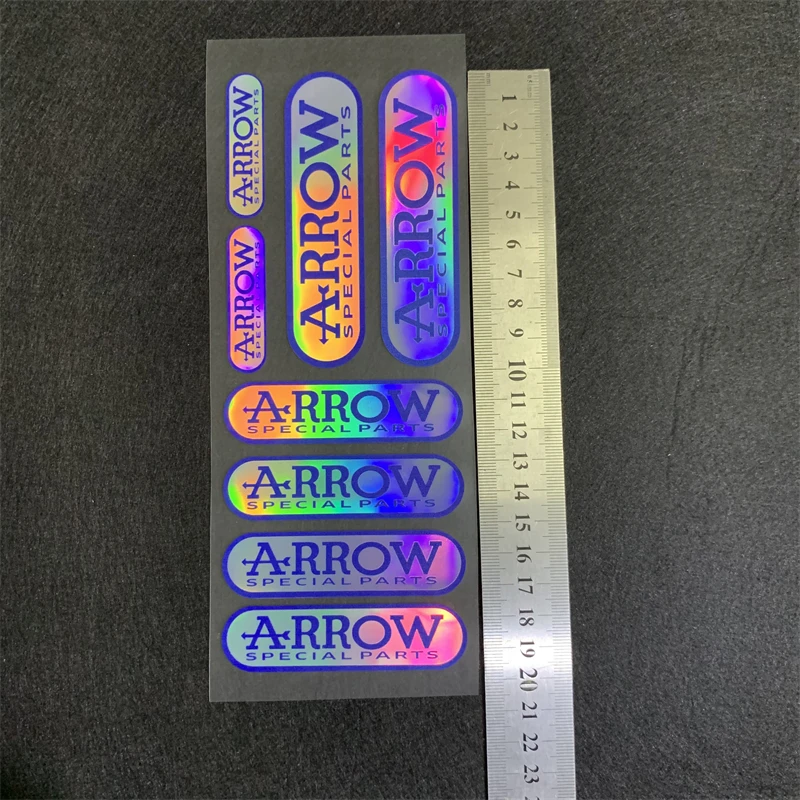 ARROW
SPECIAL PARTS
ARROW
SPECIAL PARTS
ARROW
SPECIAL PARTS
ARROW
SPECIAL PARTS
ARROW
SPECIAL PARTS
ARROW
SPECIAL PARTS
ARROW
SPECIAL PARTS
ARROW
SPECIAL PARTS
1
2
3
4
5
6
7
8
9
10
11
12
13
14
15
16
17
18
19
20
21
22
23